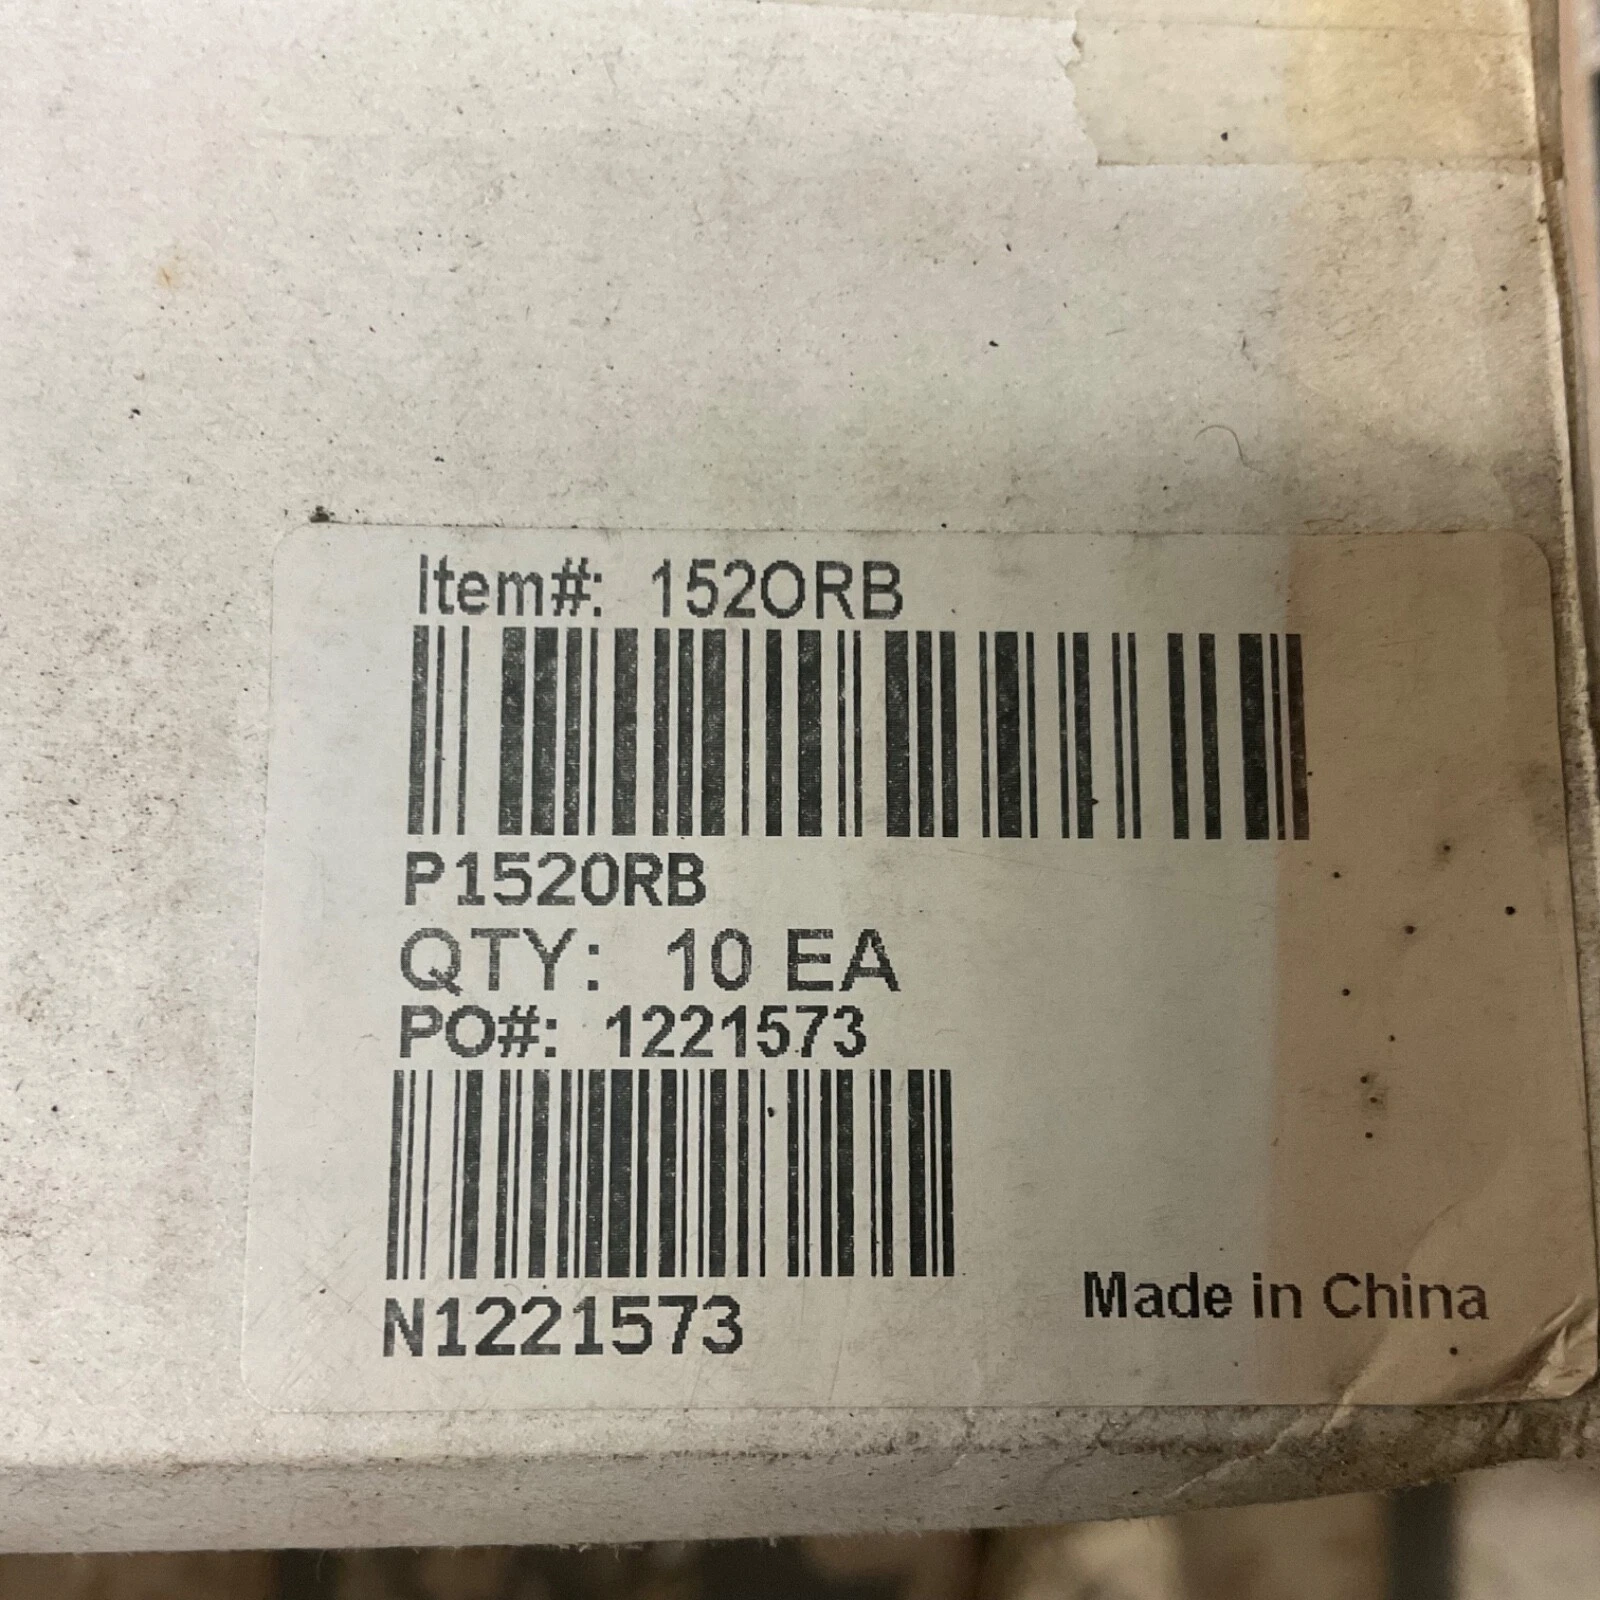 Item#: 152ORB
P152ORB
QTY: 10 EA
PO#: 1221573
N1221573
Made in China